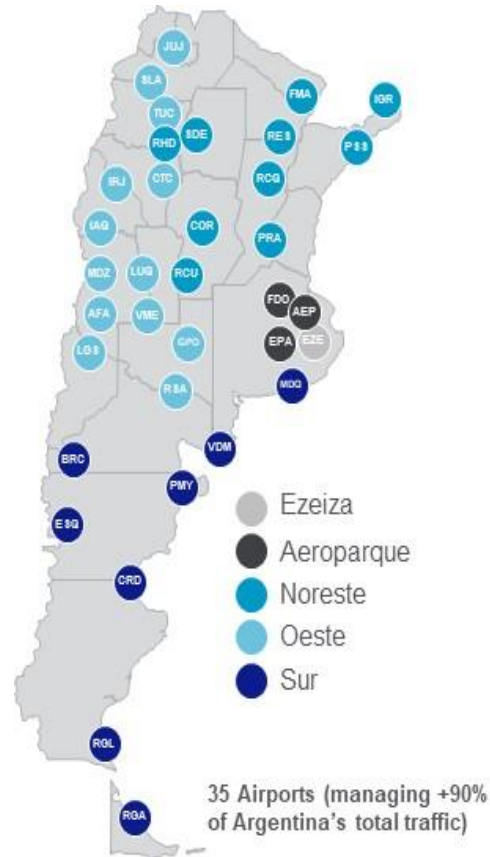 JUJ
SLA
FMA
IGR
TUC
SDE
RES
RHD
PSS
IRJ
CTC
RCQ
IAQ
COR
PRA
MDZ
LUQ
RCU
FDO
AFA
VME
AEP
LGS
GPO
EPA
EZE
RSA
MDQ
BRC
VDM
PMY
ESQ
CRD
RGL
RGA
Ezeiza
Aeroparque
Noreste
Oeste
Sur
35 Airports (managing +90%
of Argentina's total traffic)